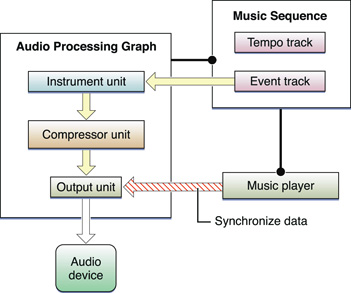 Audio Processing Graph
Instrument unit
Compressor unit
Output unit
Audio
device
Music Sequence
Tempo track
Event track
Music player
Synchronize data